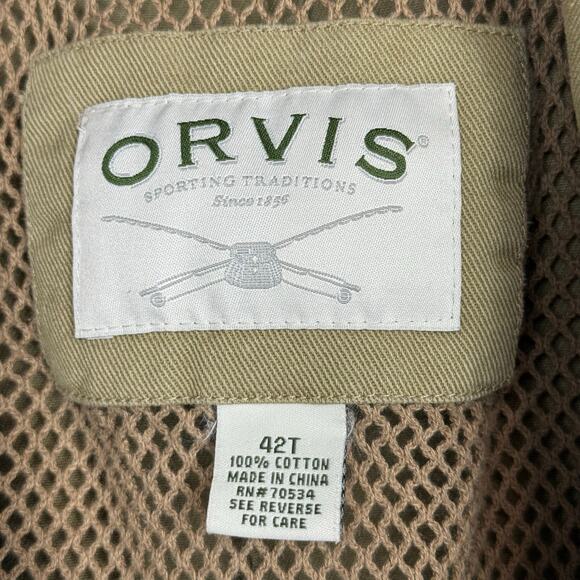 ORVIS®
SPORTING TRADITIONS
Since 1856
42T
100% COTTON
MADE IN CHINA
RN# 70534
SEE REVERSE
FOR CARE